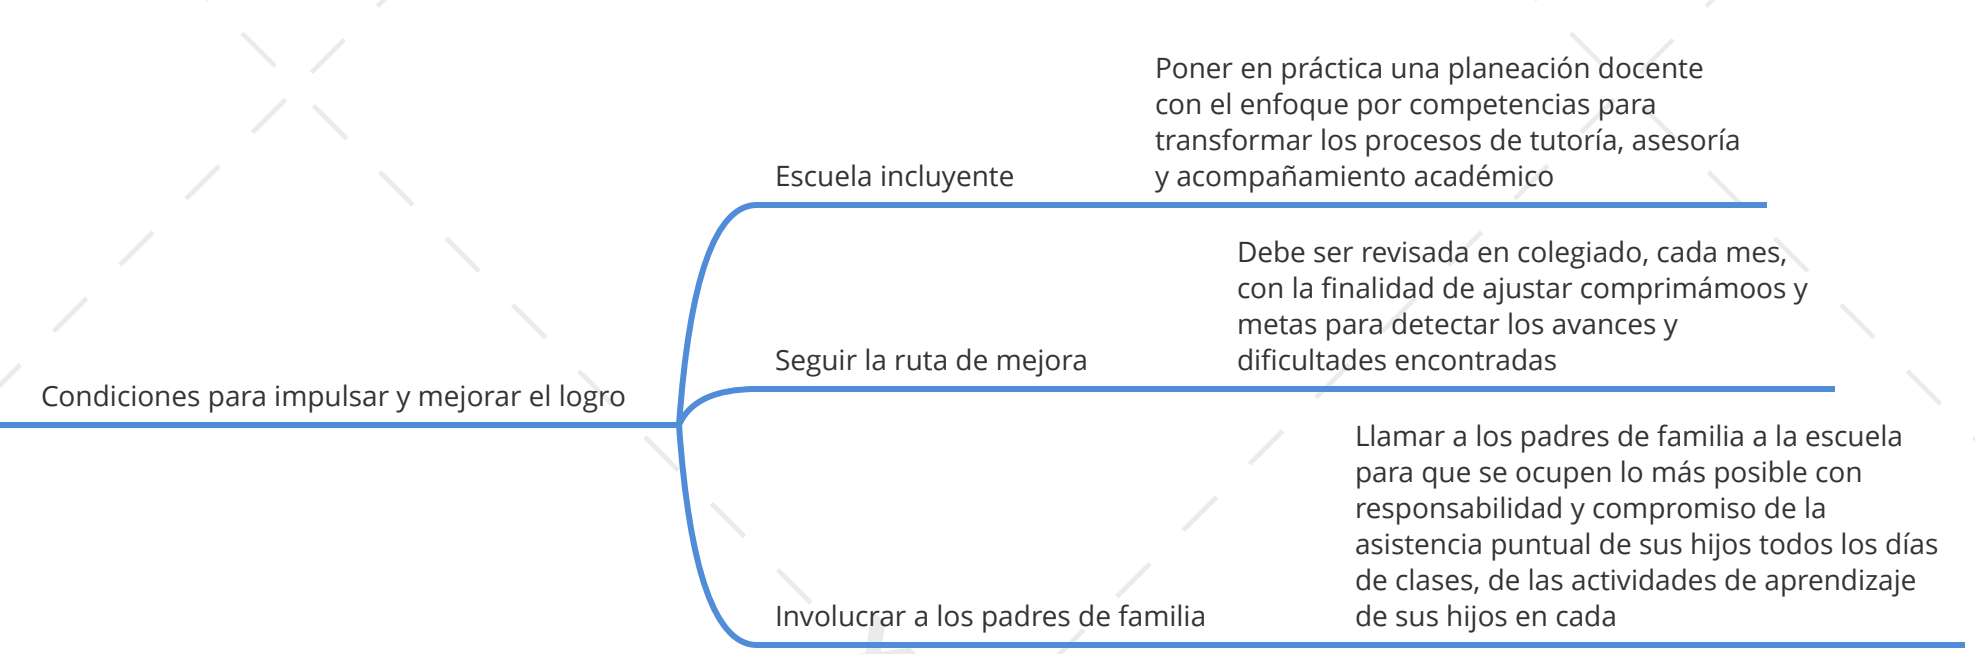 Poner en práctica una planeación docente
con el enfoque por competencias para
transformar los procesos de tutoría, asesoría
y acompañamiento académico
Escuela incluyente
Debe ser revisada en colegiado, cada mes,
con la finalidad de ajustar comprimámoos y
metas para detectar los avances y
dificultades encontradas
Seguir la ruta de mejora
Condiciones para impulsar y mejorar el logro
Llamar a los padres de familia a la escuela
para que se ocupen lo más posible con
responsabilidad y compromiso de la
asistencia puntual de sus hijos todos los días
de clases, de las actividades de aprendizaje
de sus hijos en cada
Involucrar a los padres de familia